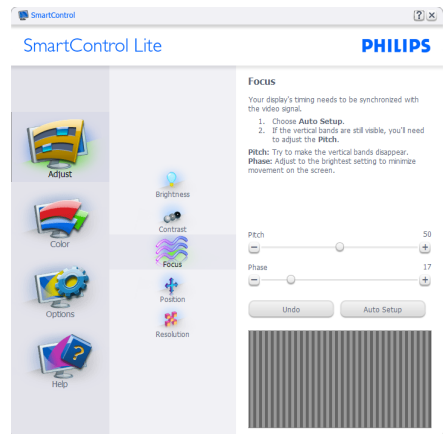 SmartControl
SmartControl Lite
PHILIPS
Adjust
Color
Options
Help
Brightness
Contrast
Focus
Position
Resolution
Focus
Your display's timing needs to be synchronized with
the video signal.
1. Choose Auto Setup.
2. If the vertical bands are still visible, you'll need
to adjust the Pitch.
Pitch: Try to make the vertical bands disappear.
Phase: Adjust to the brightest setting to minimize
movement on the screen.
Pitch 50
Phase 17
Undo Auto Setup